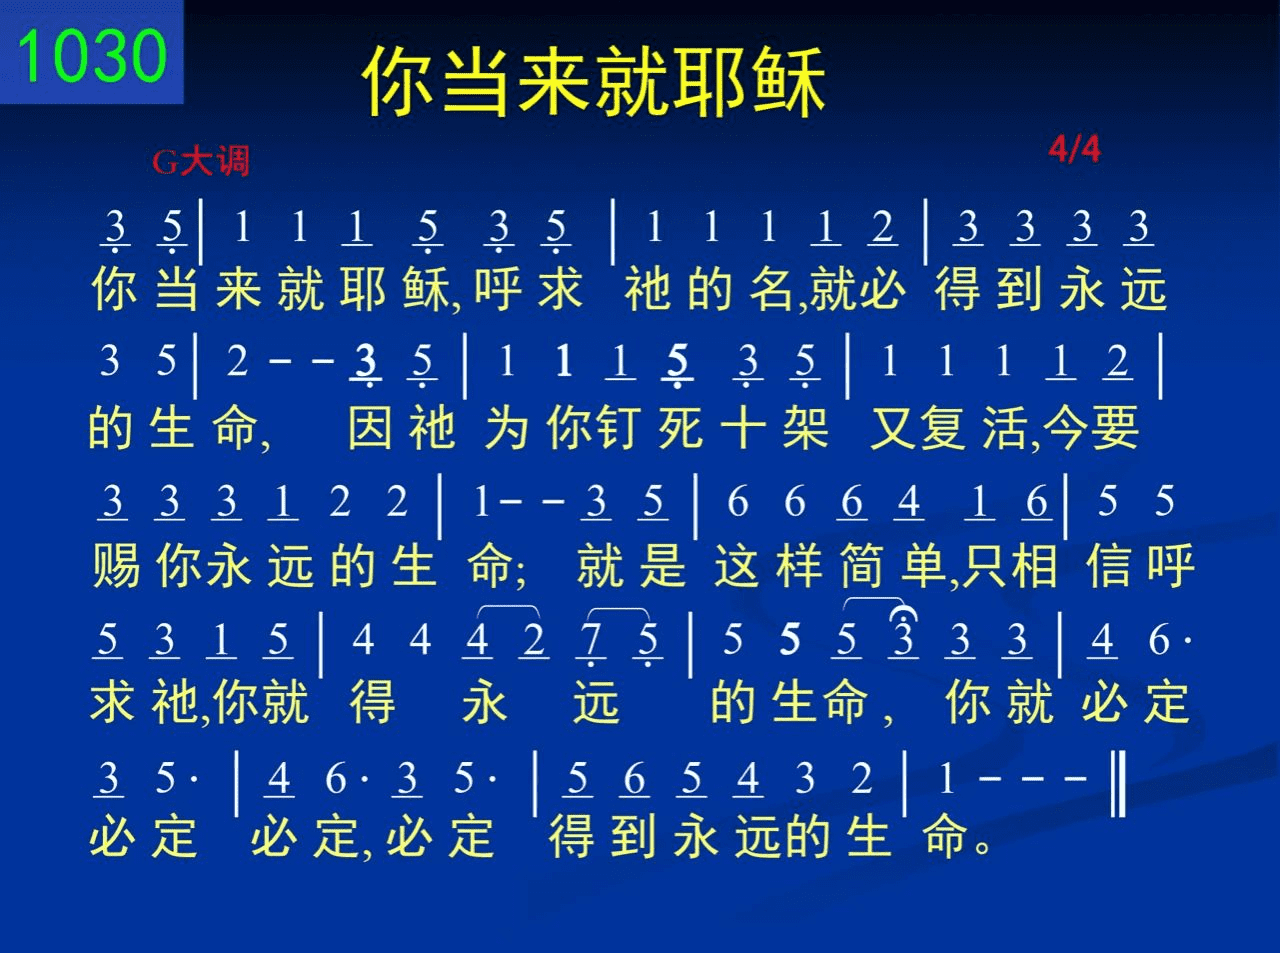 1030
你当来就耶稣
G大调 4/4
3 5 | 1 1 1 5 3 5 | 1 1 1 1 2 | 3 3 3 3
你当来就耶稣,呼求 祂的名,就必 得到永远
3 5 | 2 - - 3 5 | 1 1 1 5 3 5 | 1 1 1 1 2 |
的生命, 因祂 为你钉死十架 又复活,今要
3 3 3 1 2 2 | 1 - - 3 5 | 6 6 6 4 1 6 | 5 5
赐你永远的生 命; 就是 这样简单,只相 信呼
5 3 1 5 | 4 4 4 2 7 5 | 5 5 5 3 3 3 | 4 6·
求祂,你就 得 永 远 的生命, 你就 必定
3 5· | 4 6· 3 5· | 5 6 5 4 3 2 | 1 - - - ‖
必定 必定,必定 得到永远的生 命。